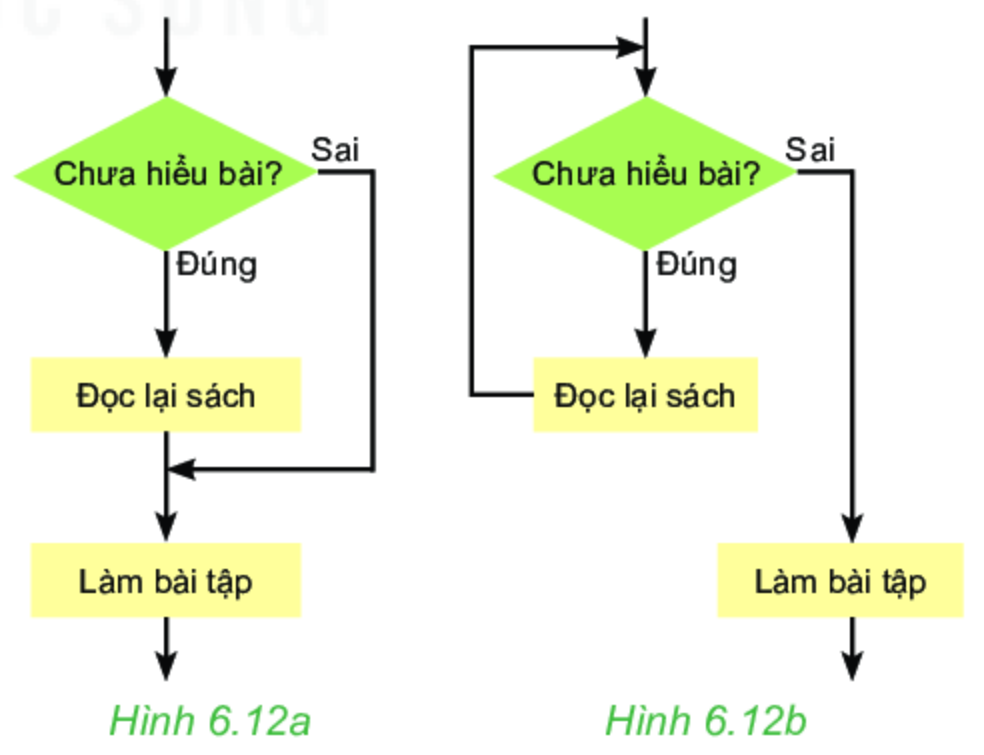 Chưa hiểu bài?
Sai
Đúng
Đọc lại sách
Làm bài tập
Hình 6.12a
Chưa hiểu bài?
Sai
Đúng
Đọc lại sách
Làm bài tập
Hình 6.12b